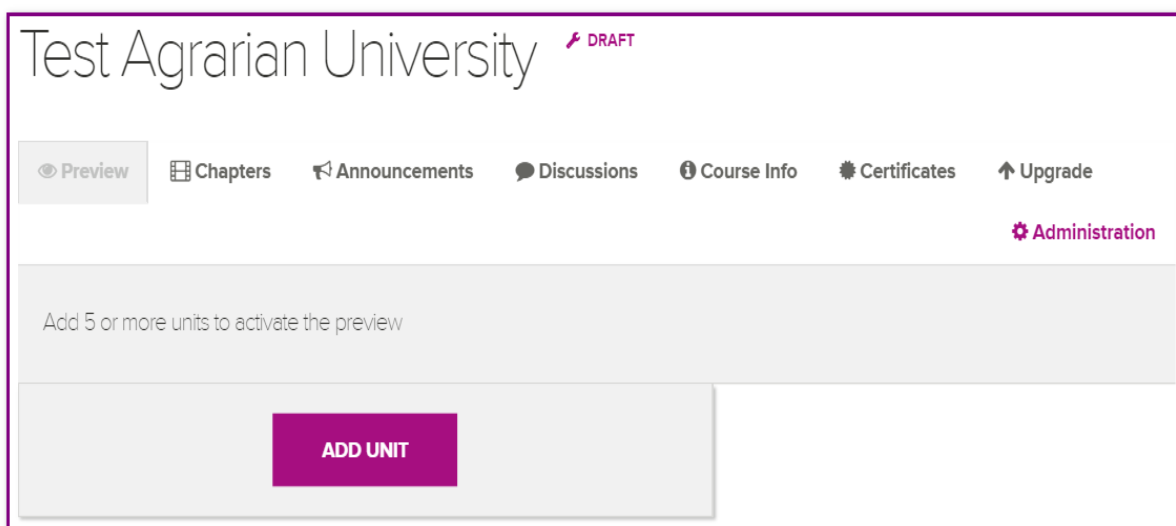 Test Agrarian University DRAFT
Preview Chapters Announcements Discussions Course Info Certificates Upgrade
Administration
Add 5 or more units to activate the preview
ADD UNIT